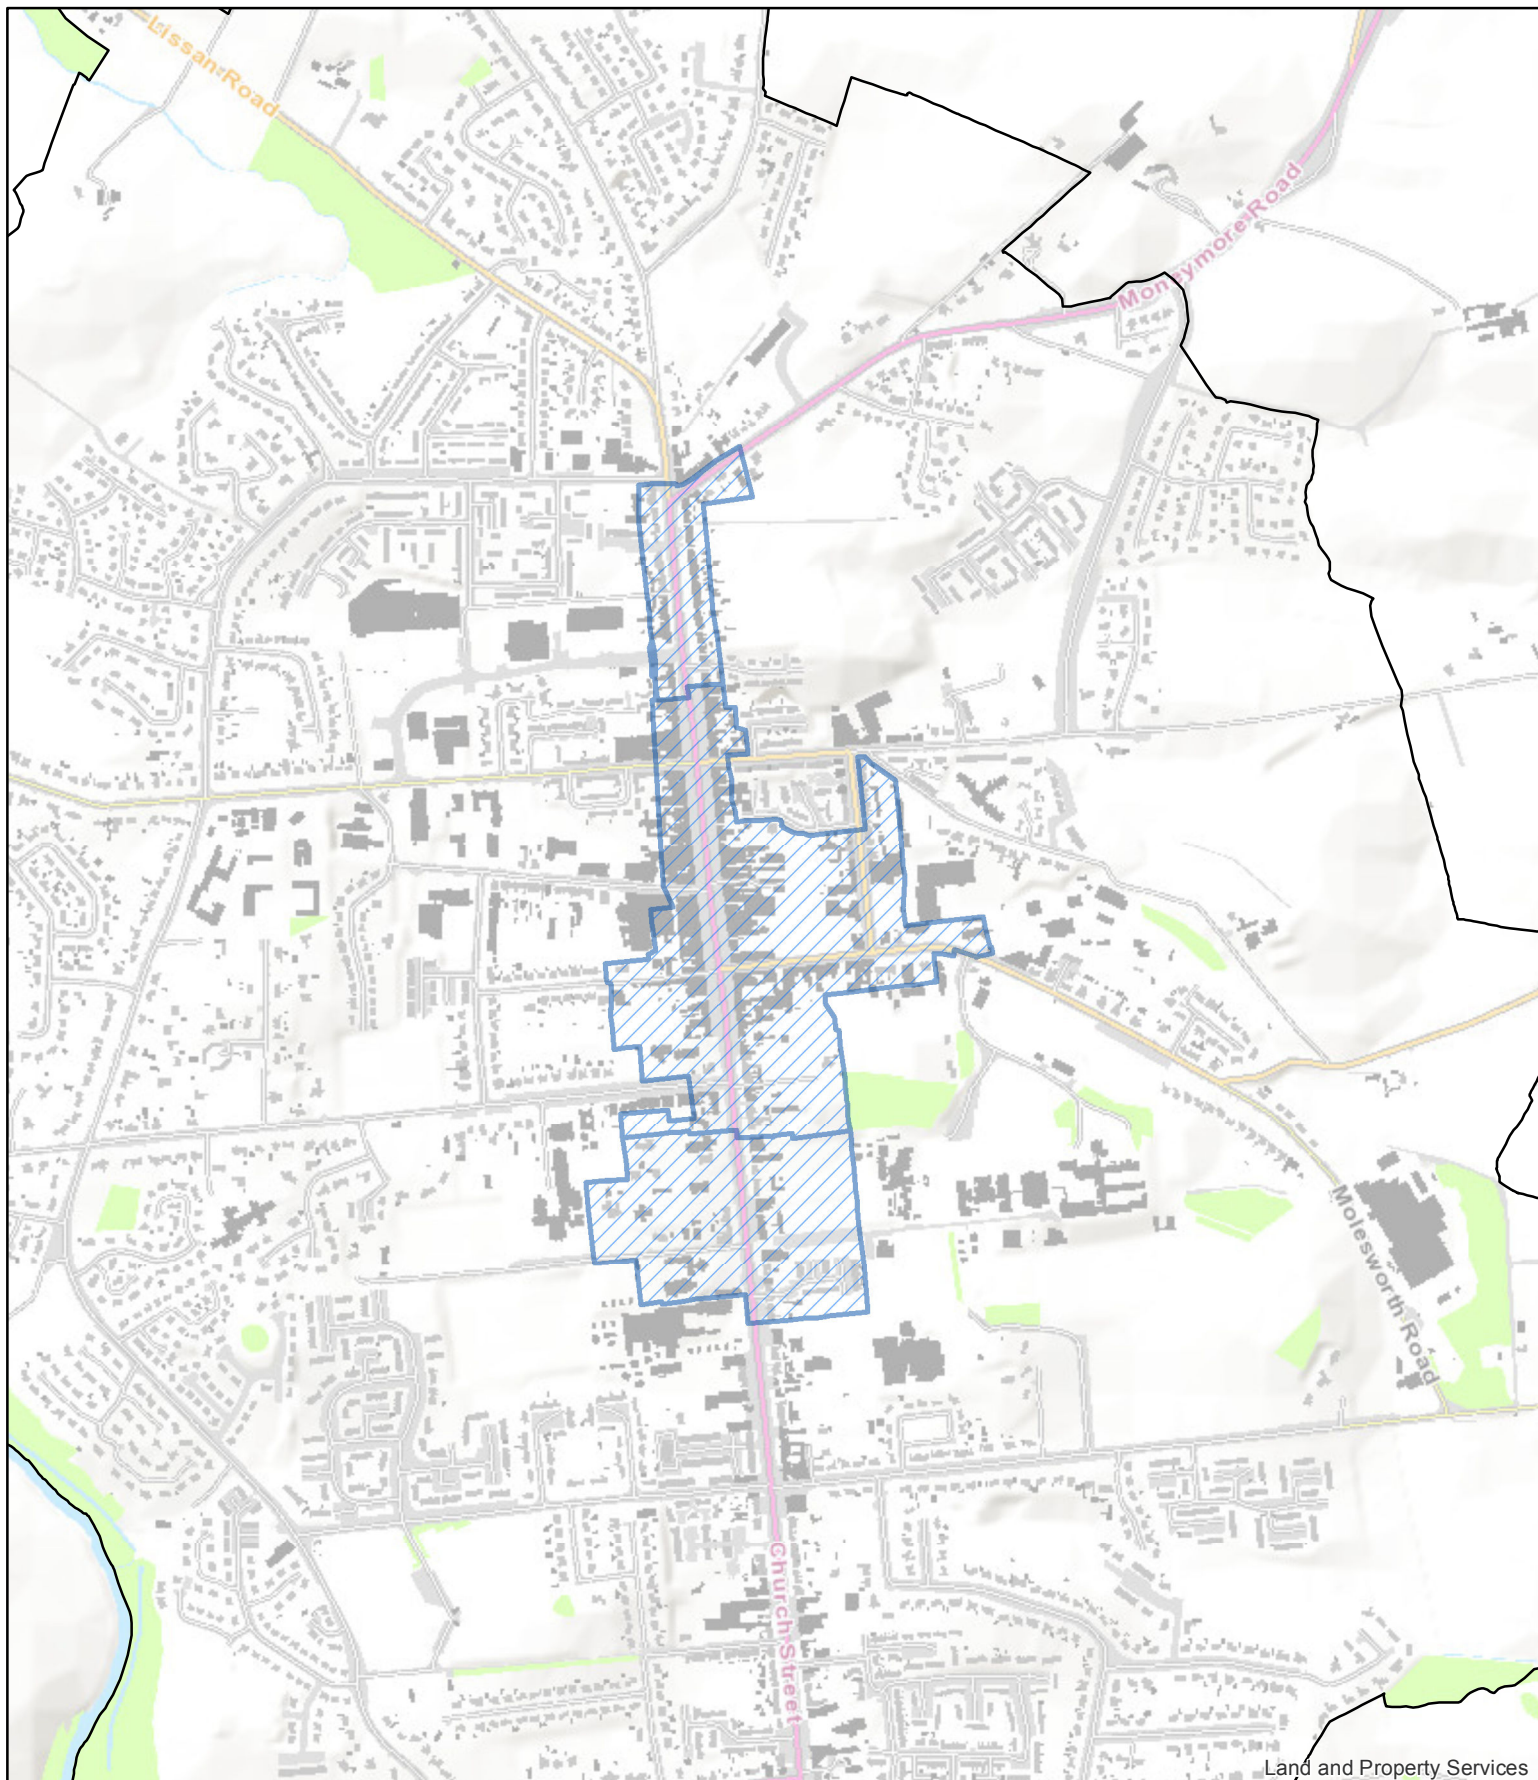 Lissan Road
Moneymore Road
Molesworth Road
Church Street
Land and Property Services